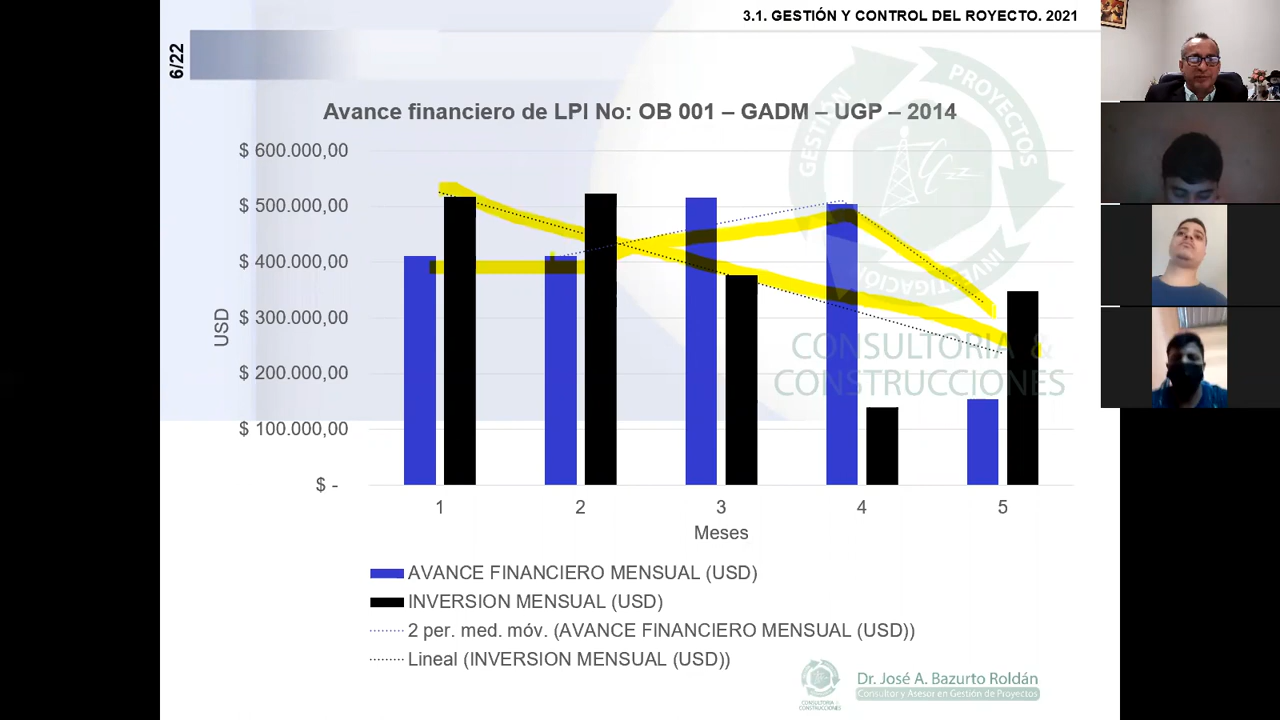 3.1. GESTIÓN Y CONTROL DEL ROYECTO. 2021
6/22
Avance financiero de LPI No: OB 001 – GADM – UGP – 2014
$ 600.000,00
$ 500.000,00
$ 400.000,00
$ 300.000,00
$ 200.000,00
$ 100.000,00
$ -
USD
1 2 3 4 5
Meses
AVANCE FINANCIERO MENSUAL (USD)
INVERSION MENSUAL (USD)
2 per. med. móv. (AVANCE FINANCIERO MENSUAL (USD))
Lineal (INVERSION MENSUAL (USD))
GESTIÓN
PROYECTOS
INVESTIGACIÓN
CONSULTORIA &
CONSTRUCCIONES
CONSULTORIA &
CONSTRUCCIONES
Dr. José A. Bazurto Roldán
Consultor y Asesor en Gestión de Proyectos